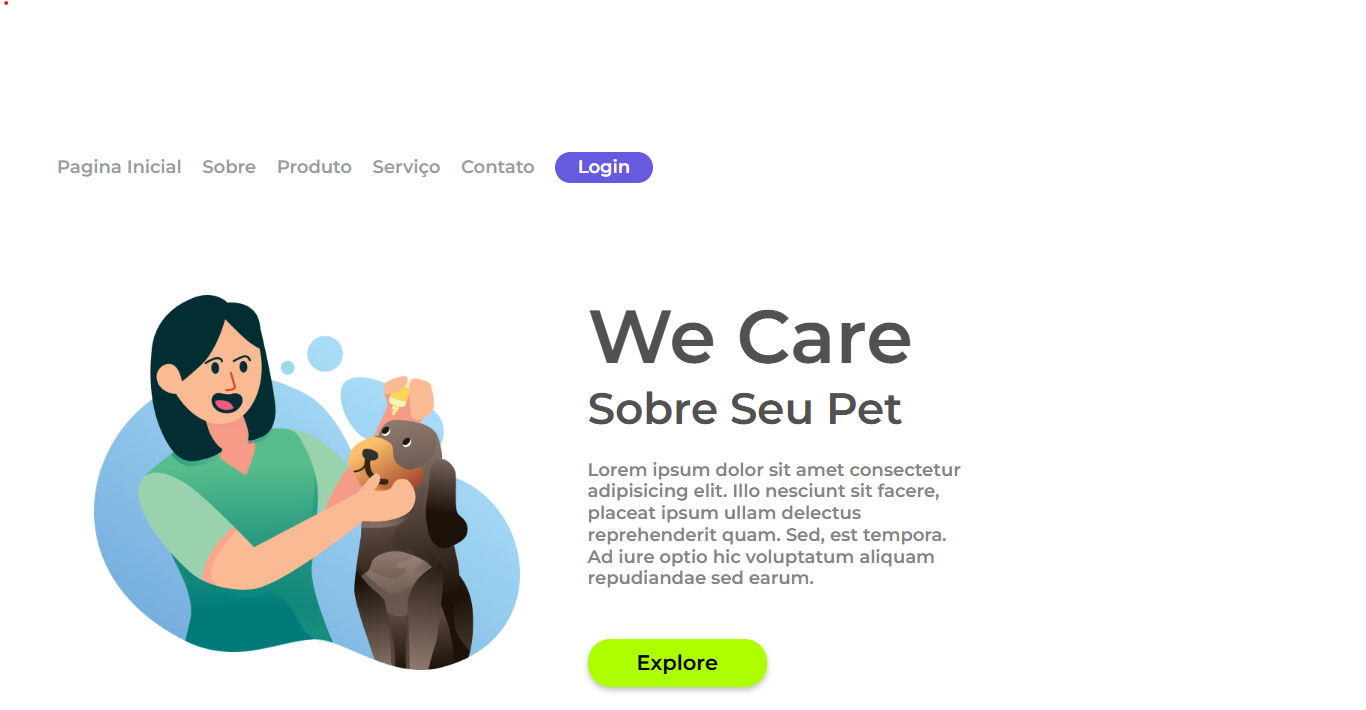 Pagina Inicial Sobre Produto Serviço Contato Login
We Care
Sobre Seu Pet
Lorem ipsum dolor sit amet consectetur
adipisicing elit. Illo nesciunt sit facere,
placeat ipsum ullam delectus
reprehenderit quam. Sed, est tempora.
Ad iure optio hic voluptatum aliquam
repudiandae sed earum.
Explore